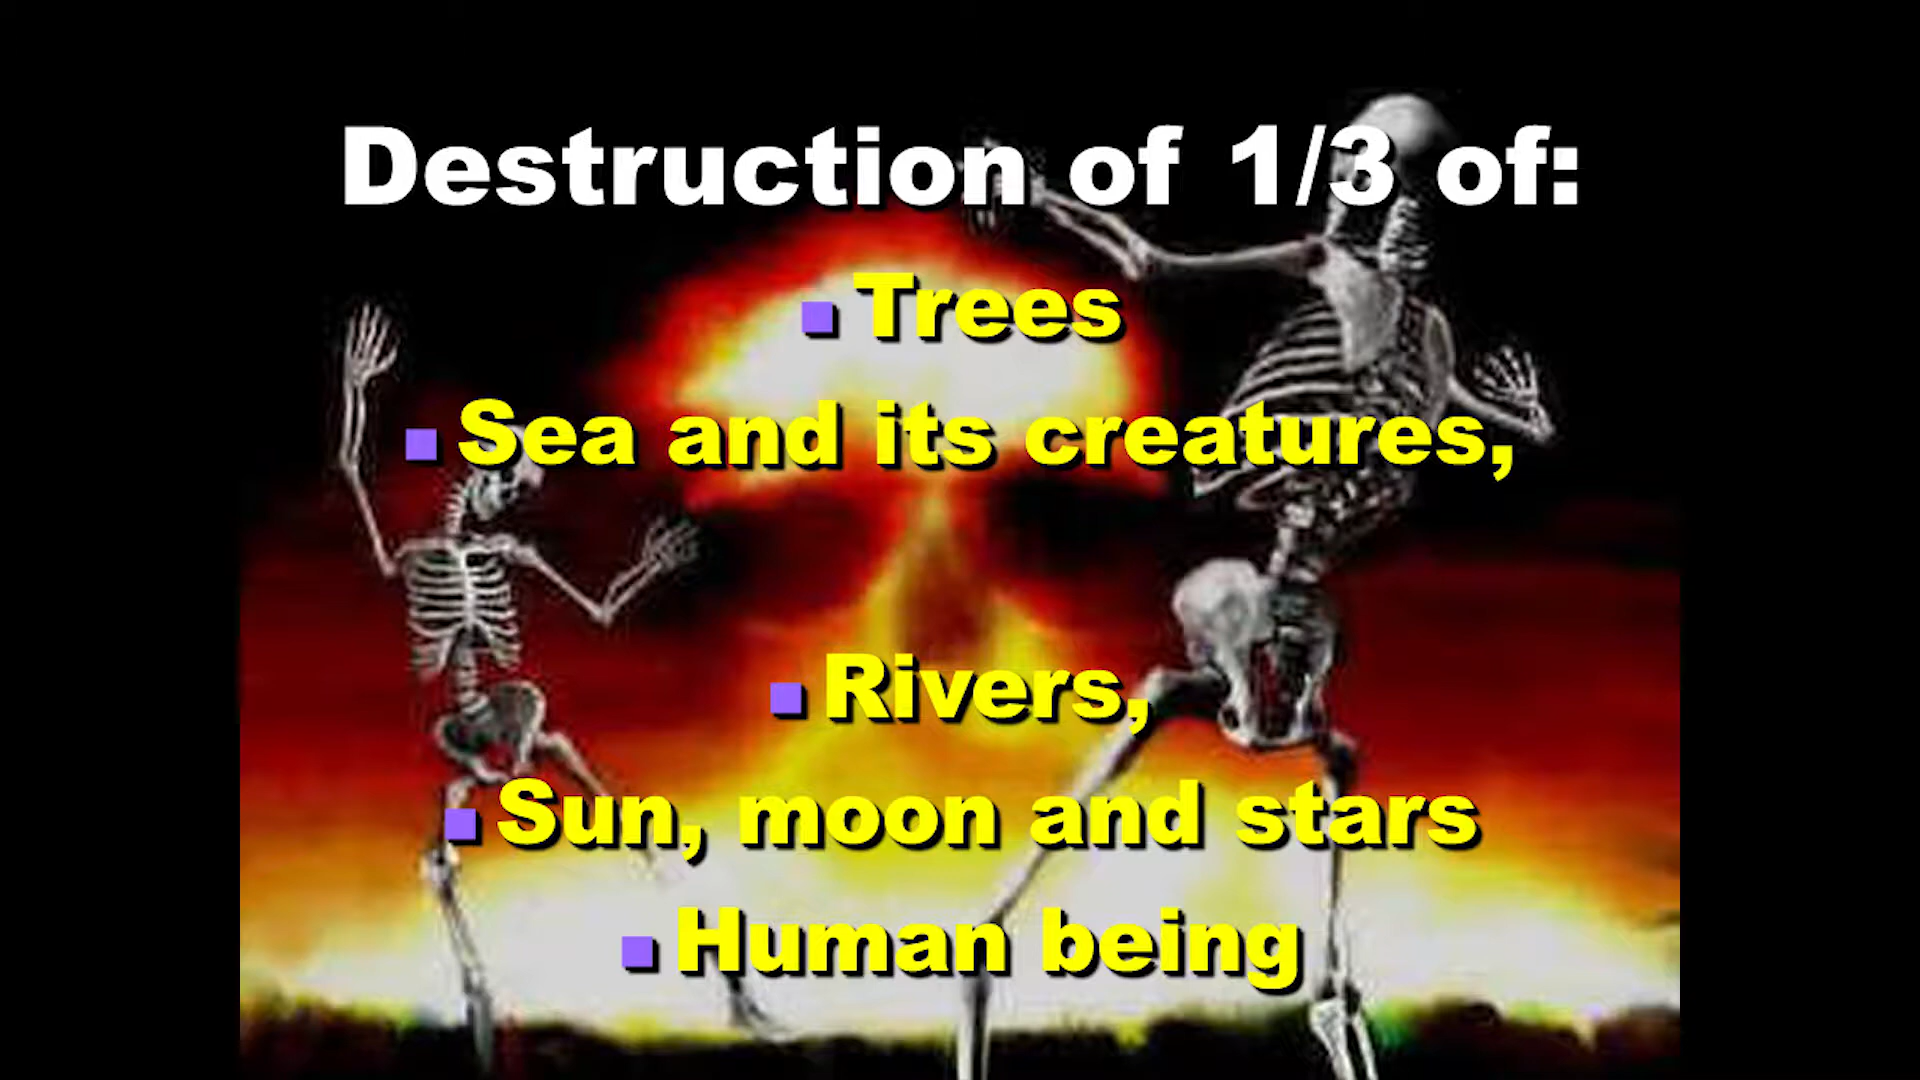 Destruction of 1/3 of:
▪ Trees
▪ Sea and its creatures,
▪ Rivers,
▪ Sun, moon and stars
▪ Human being